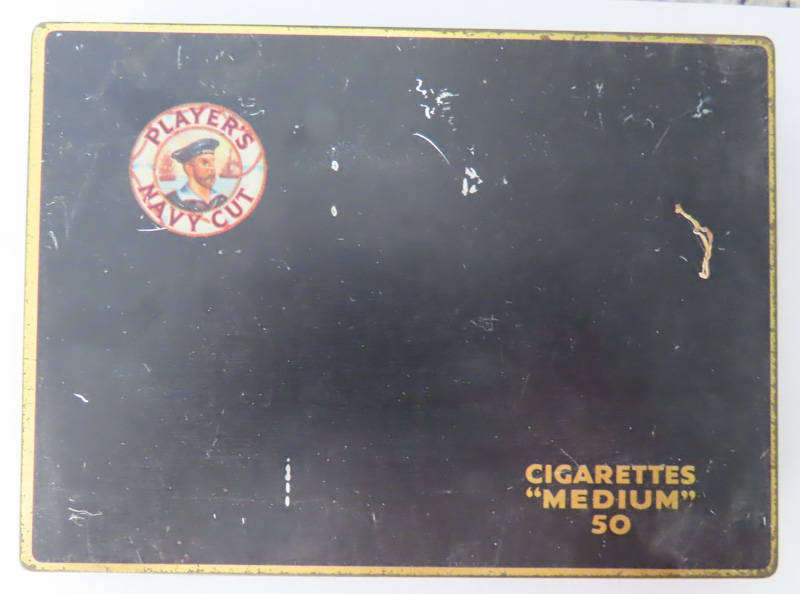 PLAYER'S
NAVY CUT
CIGARETTES
"MEDIUM"
50